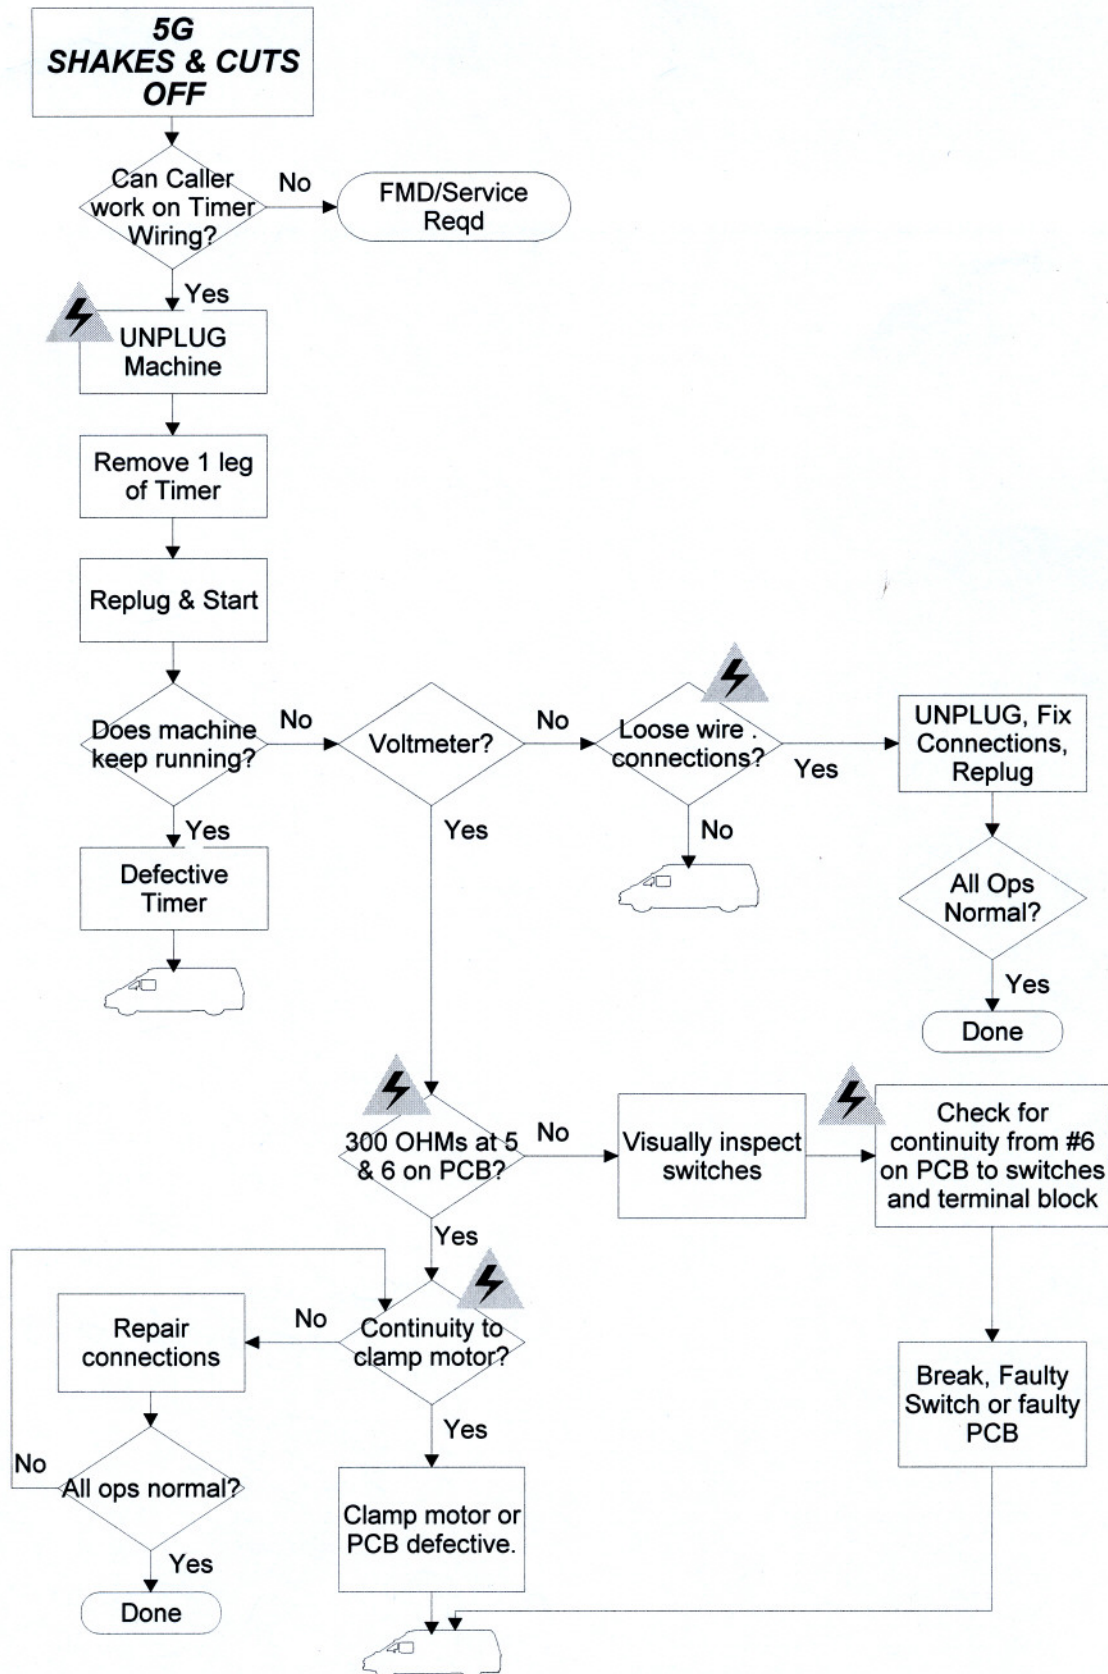 5G
SHAKES & CUTS
OFF
Can Caller
work on Timer
Wiring?
No
FMD/Service
Reqd
Yes
UNPLUG
Machine
Remove 1 leg
of Timer
Replug & Start
Does machine
keep running?
No
Voltmeter?
No
Loose wire .
connections?
Yes
UNPLUG, Fix
Connections,
Replug
Yes
Defective
Timer
Yes
No
All Ops
Normal?
Yes
Done
300 OHMs at 5
& 6 on PCB?
No
Visually inspect
switches
Check for
continuity from #6
on PCB to switches
and terminal block
Yes
Continuity to
clamp motor?
No
Repair
connections
Yes
Break, Faulty
Switch or faulty
PCB
No
All ops normal?
Yes
Done
Clamp motor or
PCB defective.